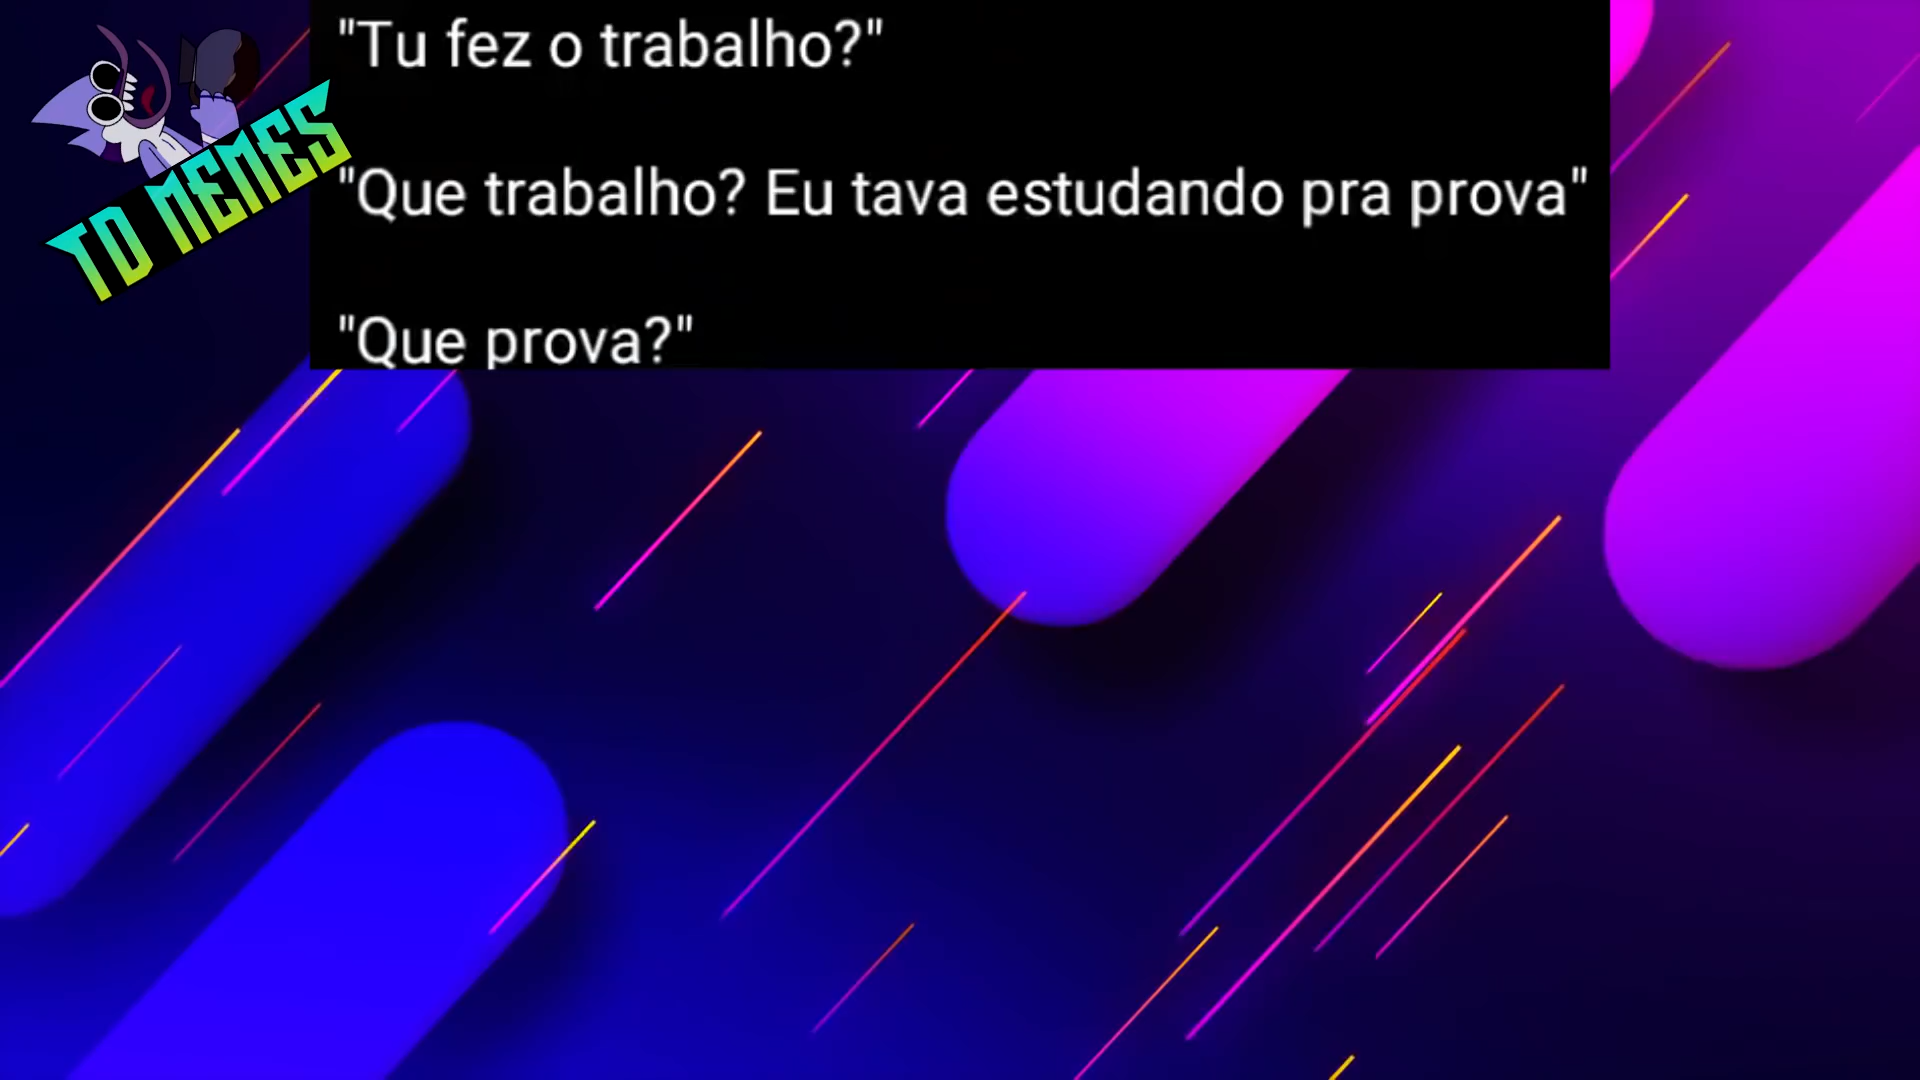 "Tu fez o trabalho?"
TD MEMES
"Que trabalho? Eu tava estudando pra prova"
"Que prova?"